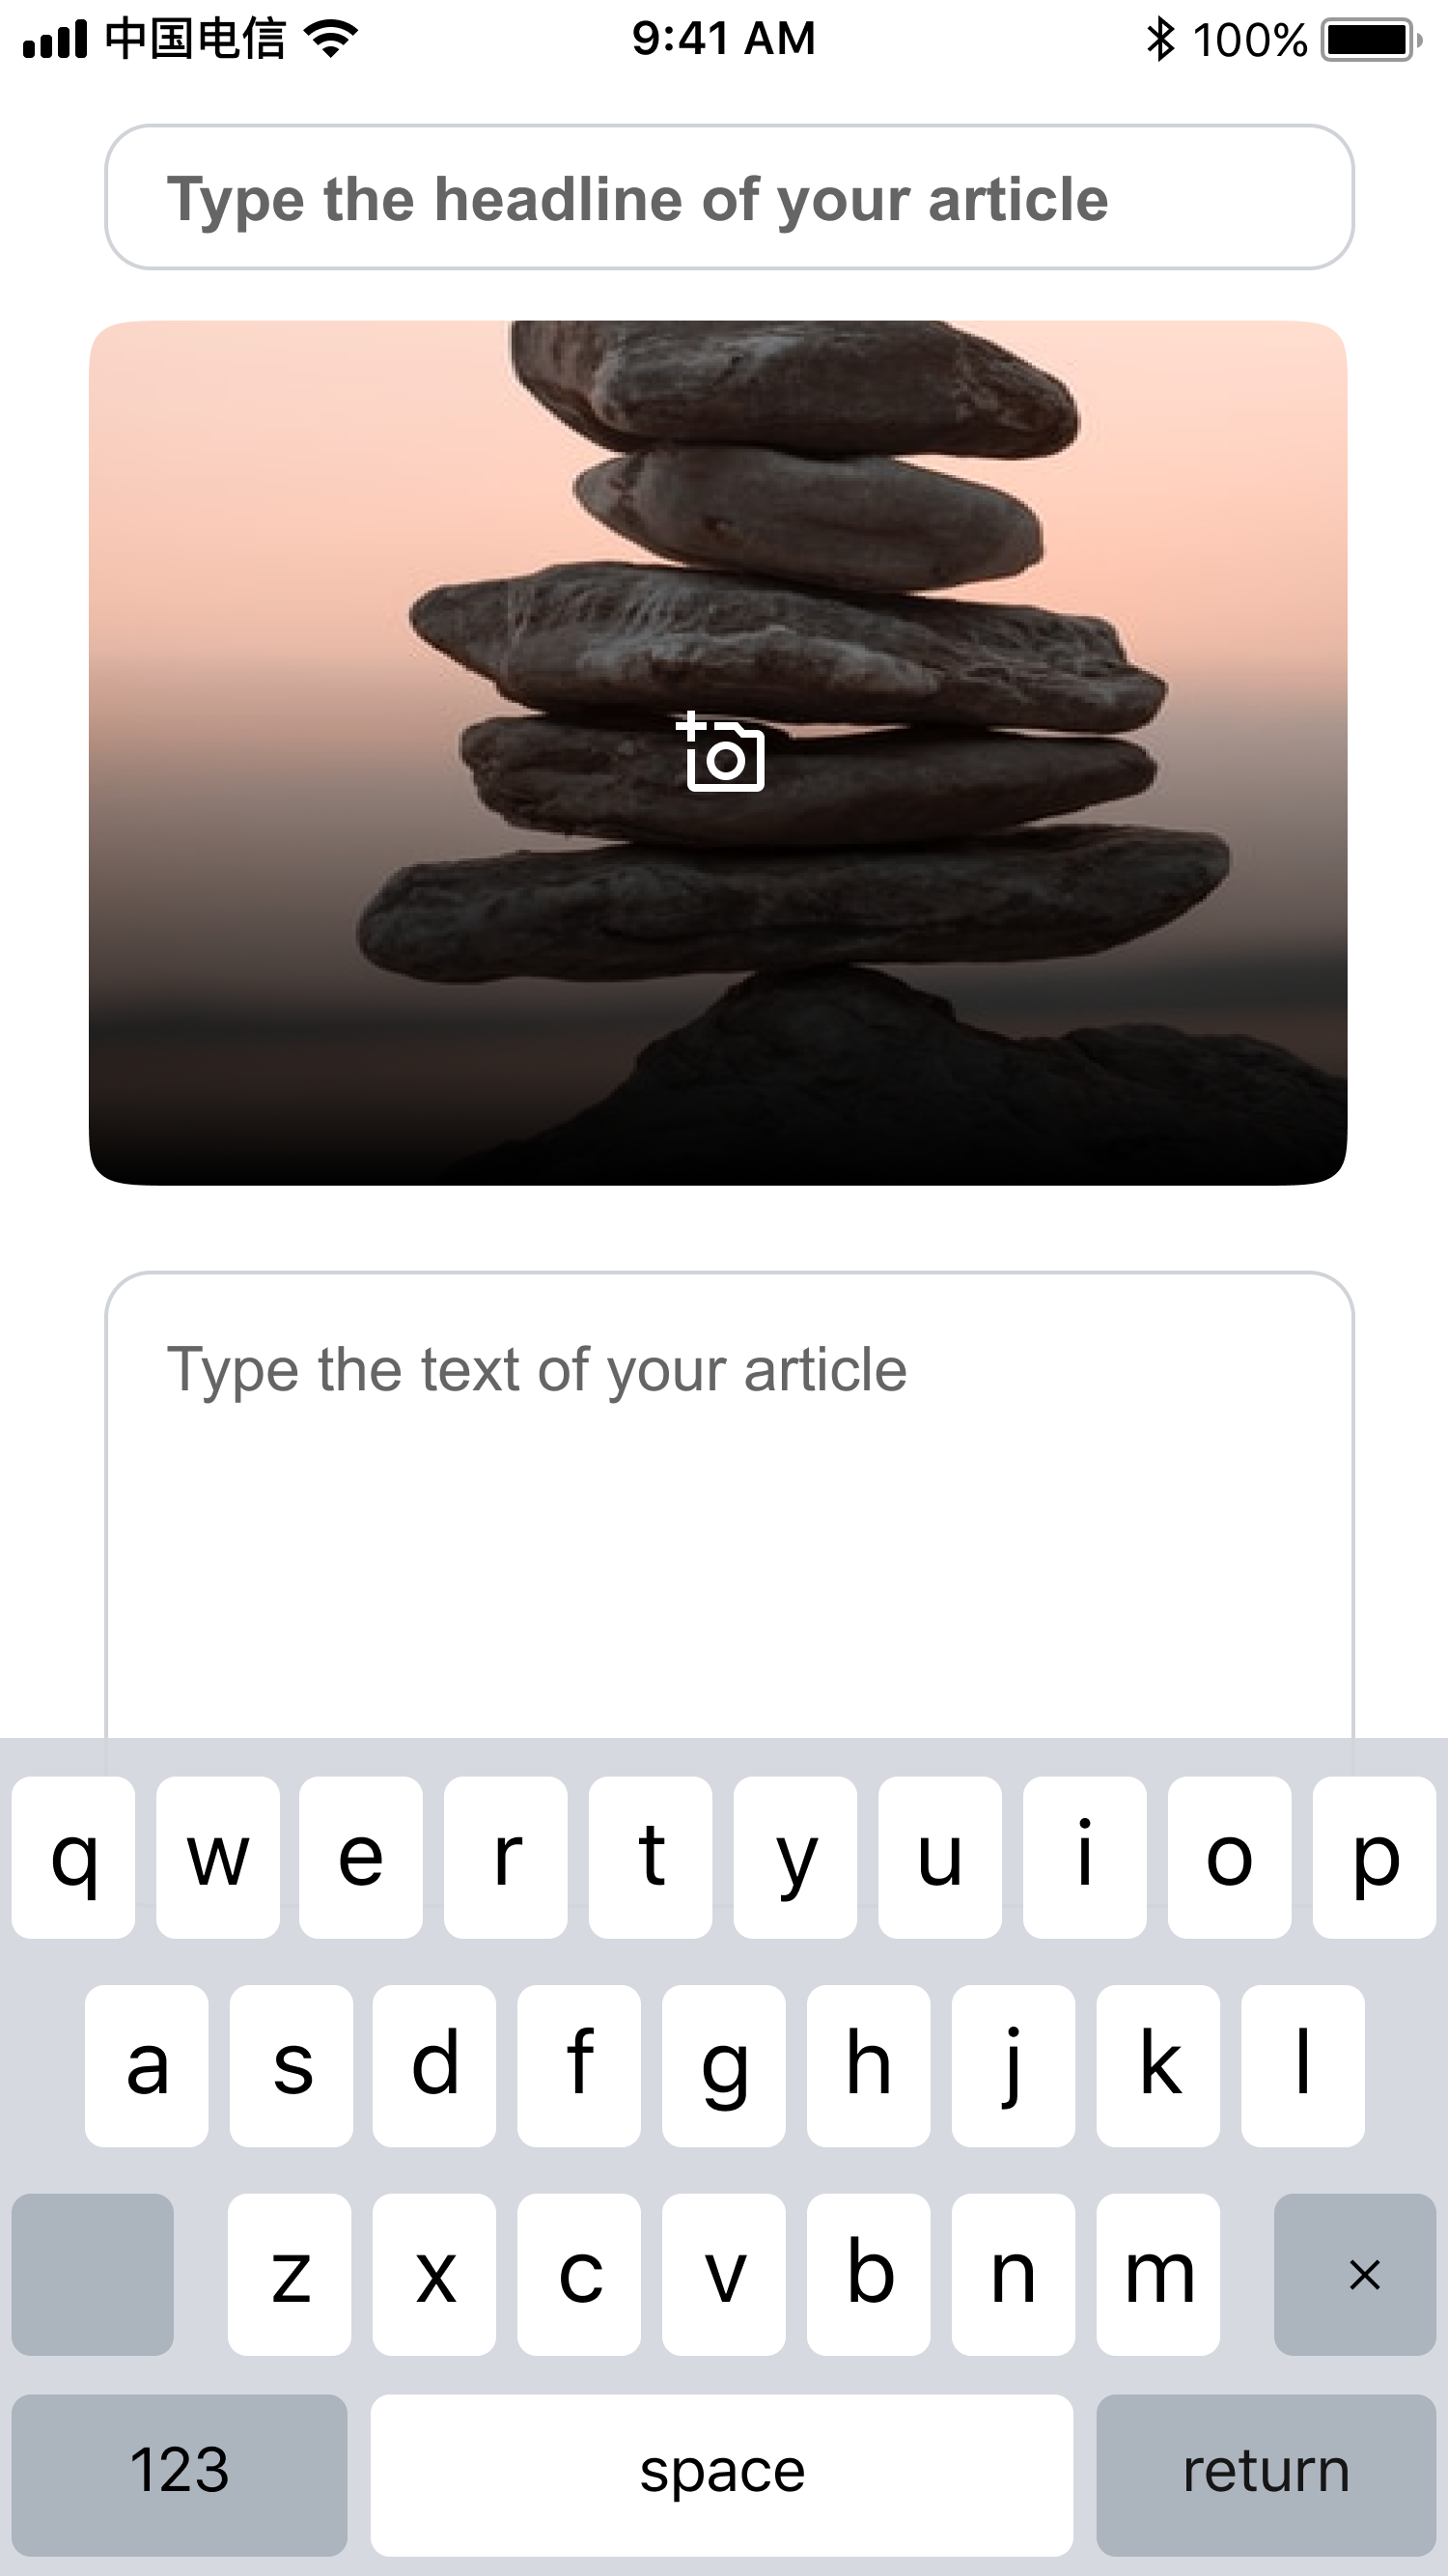 中国电信 9:41 AM 100%
Type the headline of your article
Type the text of your article
q w e r t y u i o p
a s d f g h j k l
z x c v b n m ×
123 space return